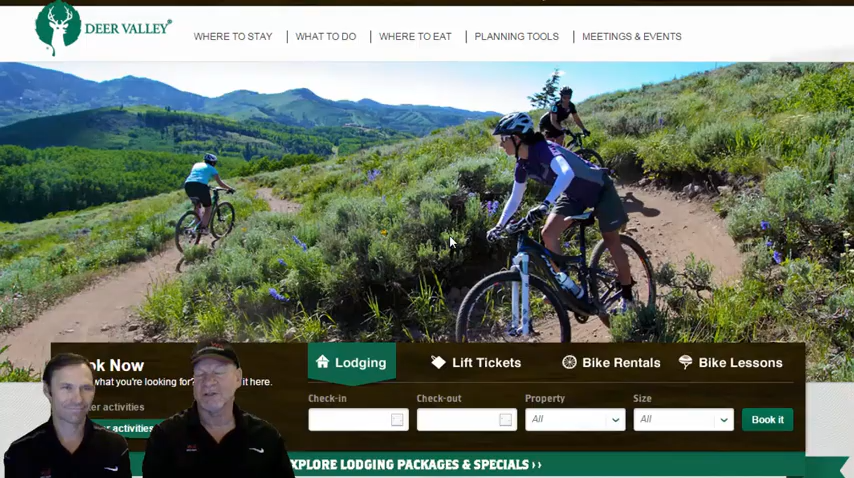 DEER VALLEY®
WHERE TO STAY
WHAT TO DO
WHERE TO EAT
PLANNING TOOLS
MEETINGS & EVENTS
ok Now
what you're looking for?
it here.
er activities
er activities
Lodging
Lift Tickets
Bike Rentals
Bike Lessons
Check-in
Check-out
Property
Size
All
All
Book it
XPLORE LODGING PACKAGES & SPECIALS ››